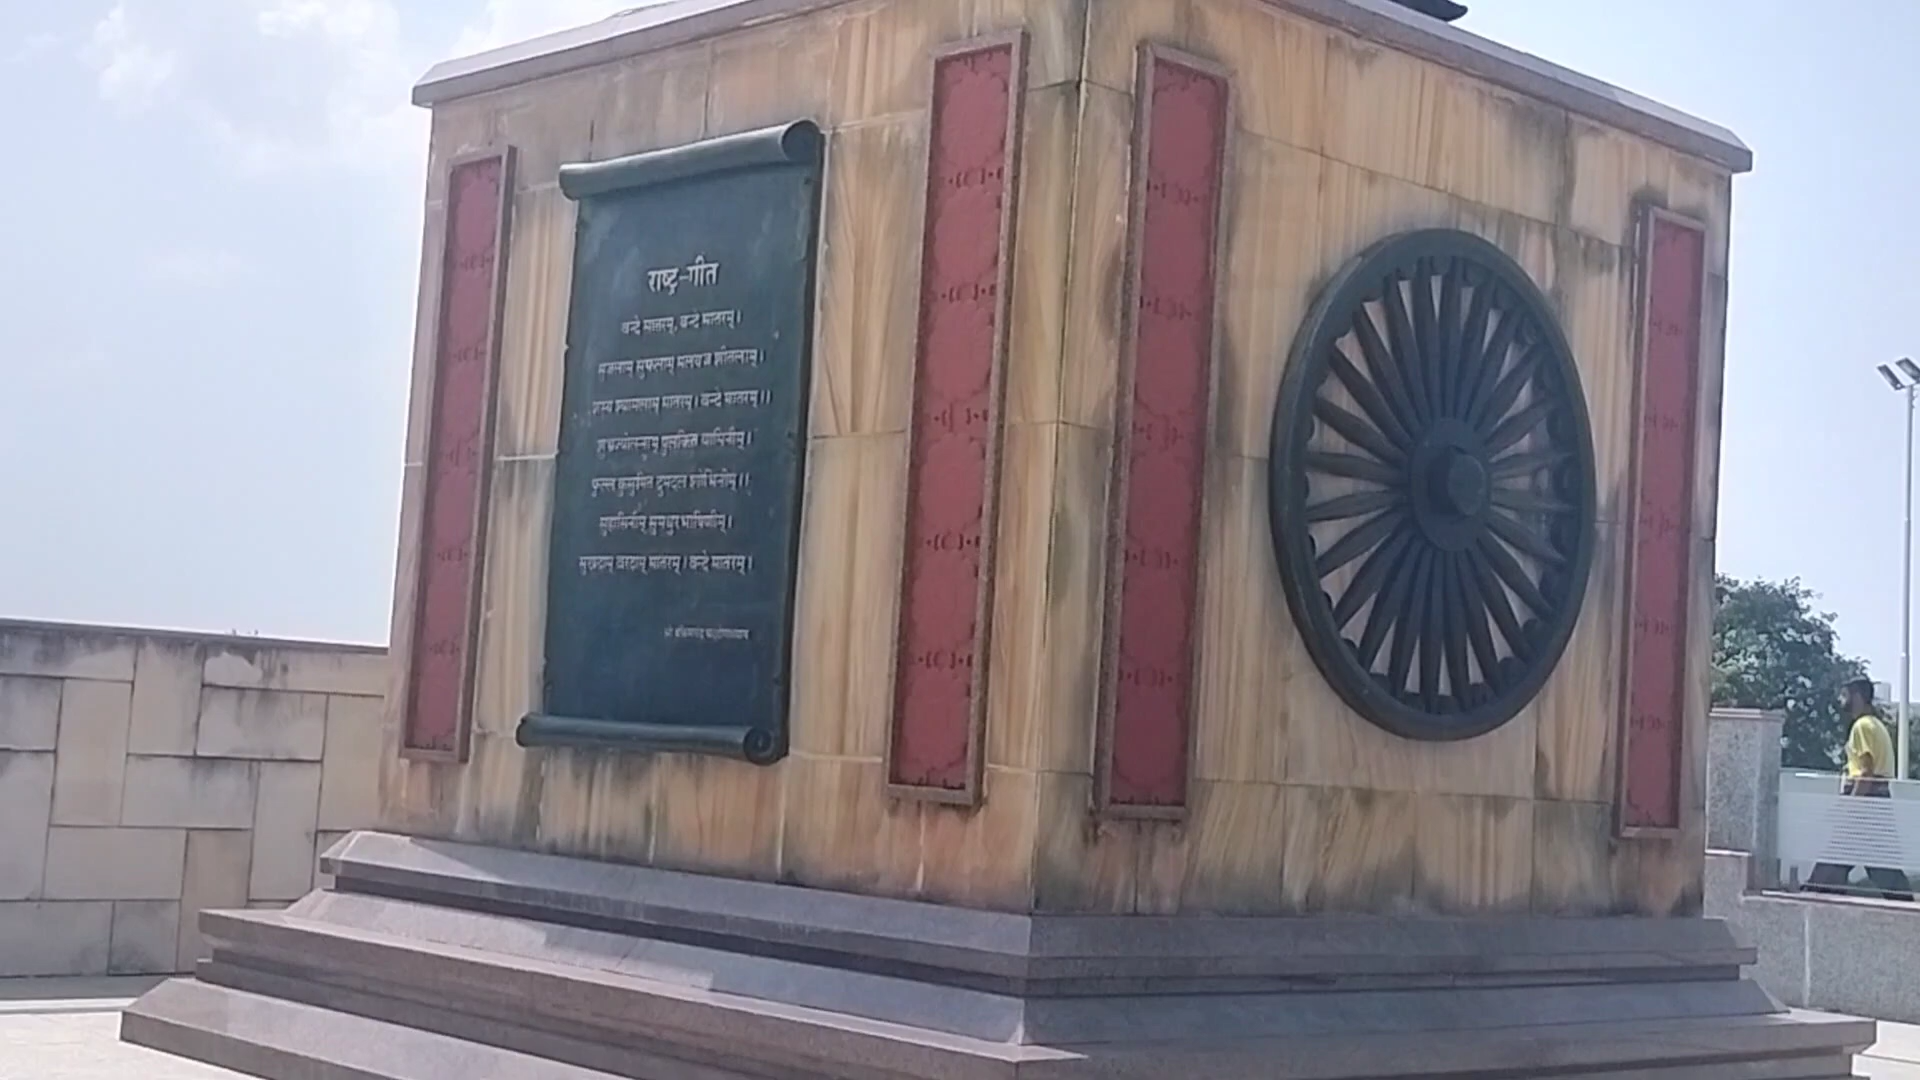 राष्ट्र-गीत
वन्दे मातरम्, वन्दे मातरम्।
सुजलाम् सुफलाम् मलयज शीतलाम्।
शस्य श्यामलाम् मातरम्। वन्दे मातरम्।।
शुभ्रज्योत्स्नाम् पुलकित यामिनीम्।
फुल्ल कुसुमित द्रुमदल शोभिनीम्।।
सुहासिनीम् सुमधुर भाषिणीम्।
सुखदाम् वरदाम् मातरम्। वन्दे मातरम्।